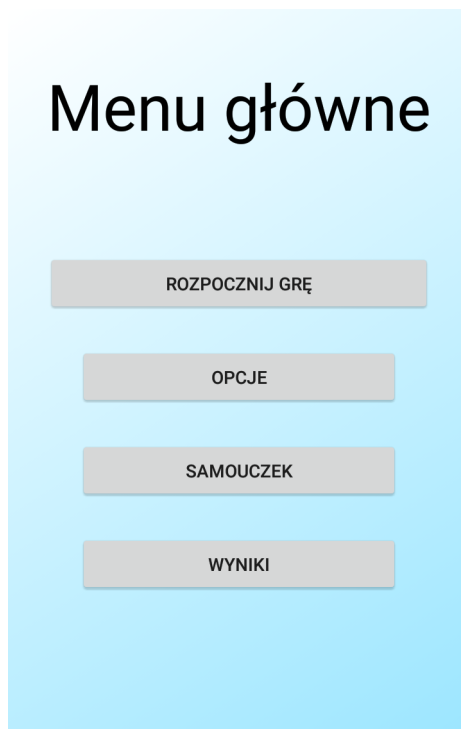 Menu główne
ROZPOCZNIJ GRĘ
OPCJE
SAMOUCZEK
WYNIKI